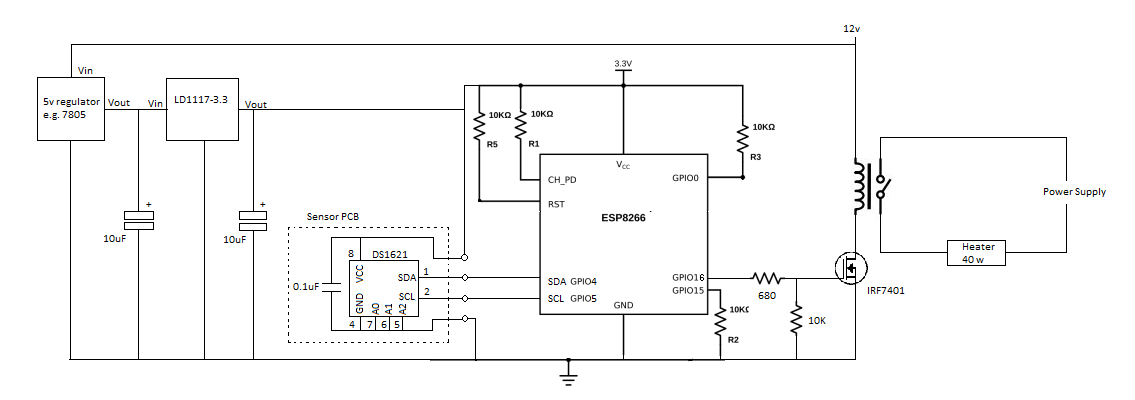 12v
3.3V
Vin
5v regulator
e.g. 7805
Vout
Vin
LD1117-3.3
Vout
10KΩ
R5
10KΩ
R1
10KΩ
R3
VCC
CH_PD
RST
GPIO0
ESP8266
SDA GPIO4
SCL GPIO5
GPIO16
GPIO15
GND
+
10uF
+
10uF
Sensor PCB
8
DS1621
VCC
SDA
1
SCL
2
0.1uF
GND
A0
A1
A2
4
7
6
5
680
10KΩ
R2
10K
IRF7401
Power Supply
Heater
40 w